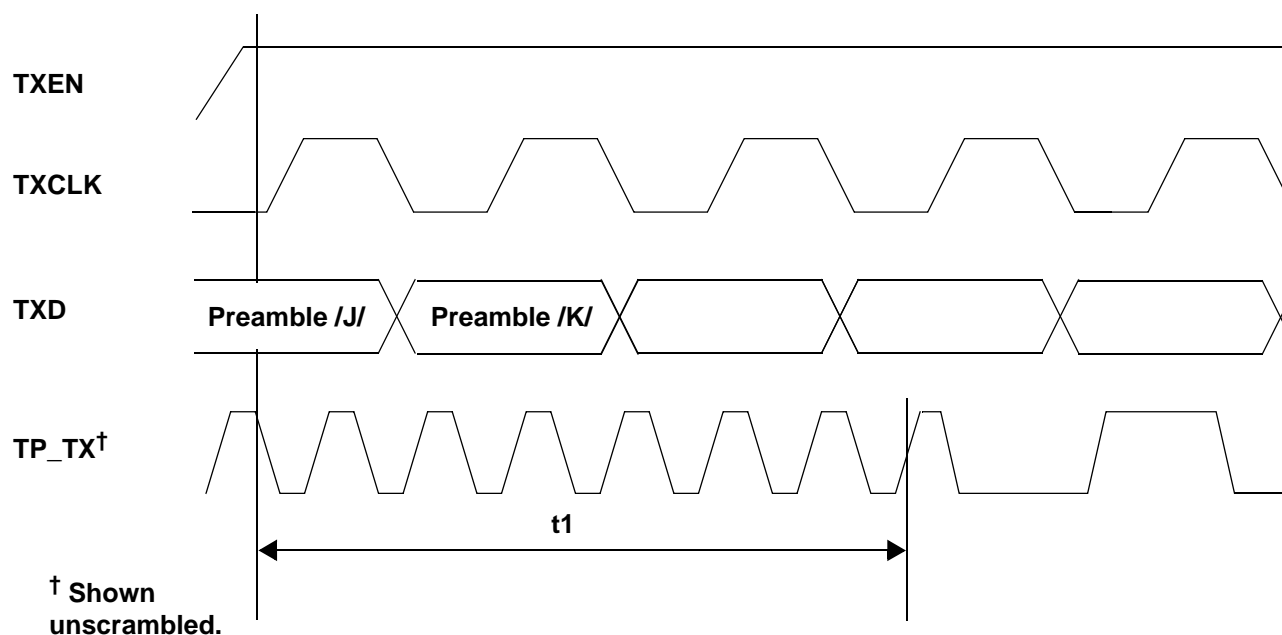 TXEN
TXCLK
TXD
Preamble /J/
Preamble /K/
TP_TX†
t1
† Shown
unscrambled.